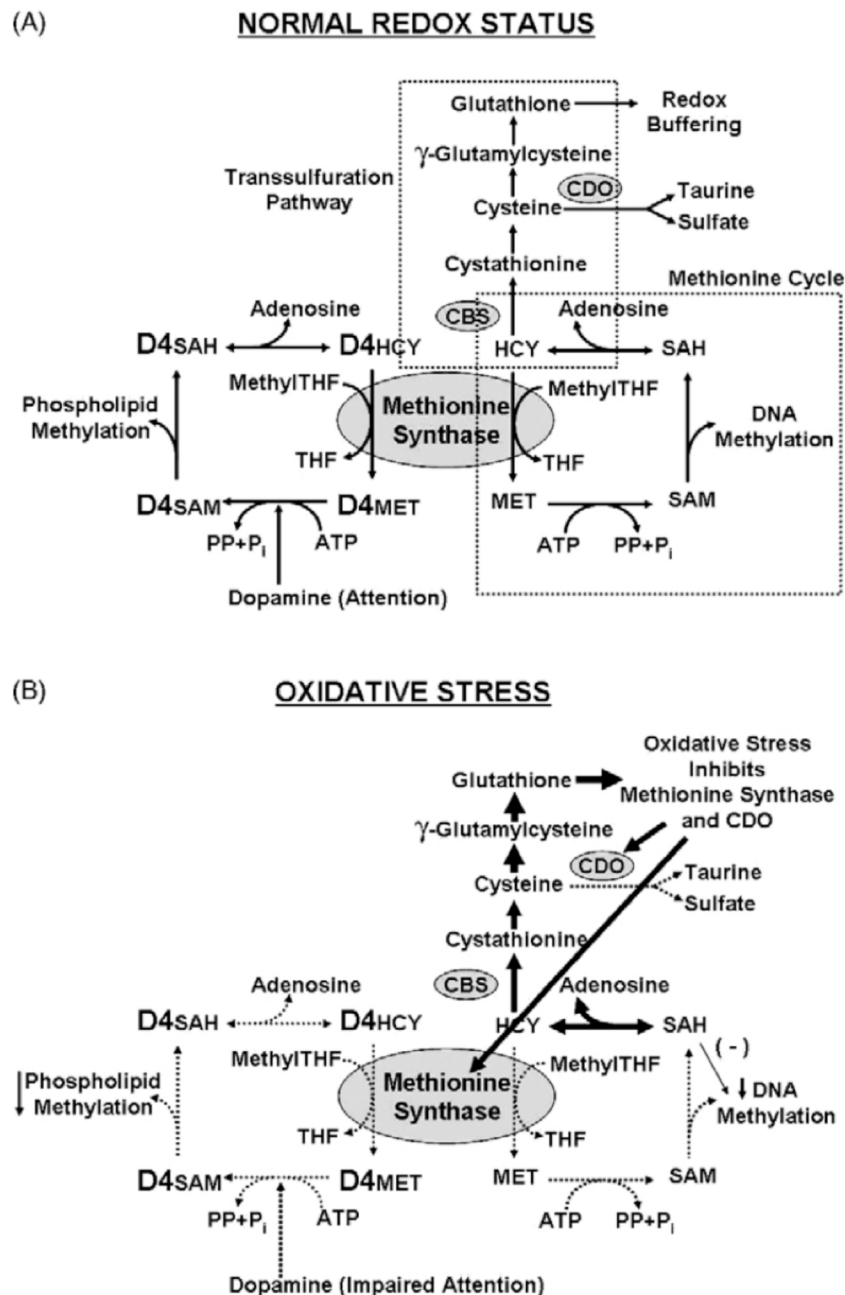 (A)
NORMAL REDOX STATUS
Glutathione
Redox
Buffering
γ-Glutamylcysteine
Transsulfuration
Pathway
CDO
Cysteine
Taurine
Sulfate
Cystathionine
Methionine Cycle
Adenosine
CBS
Adenosine
D4SAH
D4HCY
HCY
SAH
MethylTHF
MethylTHF
Phospholipid
Methylation
Methionine
Synthase
DNA
Methylation
THF
THF
D4SAM
D4MET
MET
SAM
PP+Pi
ATP
ATP
PP+Pi
Dopamine (Attention)
(B)
OXIDATIVE STRESS
Oxidative Stress
Inhibits
Methionine Synthase
and CDO
Glutathione
γ-Glutamylcysteine
CDO
Cysteine
Taurine
Sulfate
Cystathionine
CBS
Adenosine
Adenosine
D4SAH
D4HCY
HCY
SAH
(-)
MethylTHF
MethylTHF
↓Phospholipid
Methylation
Methionine
Synthase
↓DNA
Methylation
THF
THF
D4SAM
D4MET
MET
SAM
PP+Pi
ATP
ATP
PP+Pi
Dopamine (Impaired Attention)